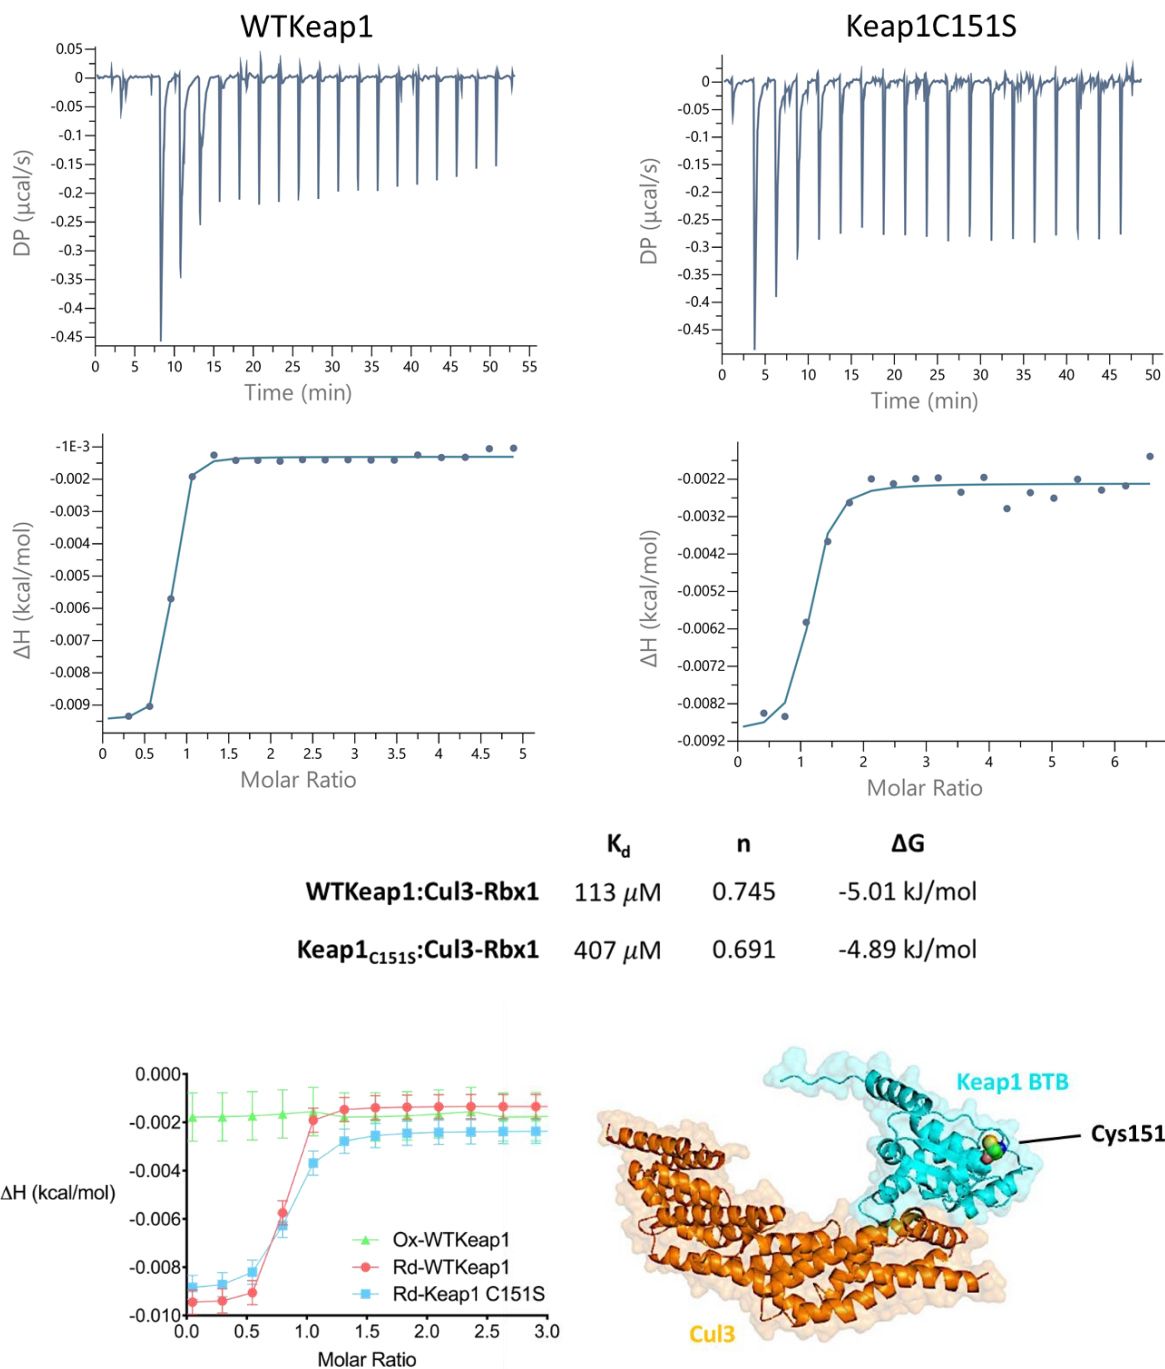 WTKeap1
Keap1C151S
0.05
0
-0.05
-0.1
-0.15
-0.2
-0.25
-0.3
-0.35
-0.4
-0.45
DP (µcal/s)
0 5 10 15 20 25 30 35 40 45 50 55
Time (min)
0
-0.05
-0.1
-0.15
-0.2
-0.25
-0.3
-0.35
-0.4
-0.45
DP (µcal/s)
0 5 10 15 20 25 30 35 40 45 50
Time (min)
-1E-3
-0.002
-0.003
-0.004
-0.005
-0.006
-0.007
-0.008
-0.009
ΔH (kcal/mol)
0 0.5 1 1.5 2 2.5 3 3.5 4 4.5 5
Molar Ratio
-0.0022
-0.0032
-0.0042
-0.0052
-0.0062
-0.0072
-0.0082
-0.0092
ΔH (kcal/mol)
0 1 2 3 4 5 6
Molar Ratio
Kd n ΔG
WTKeap1:Cul3-Rbx1 113 µM 0.745 -5.01 kJ/mol
Keap1C151S:Cul3-Rbx1 407 µM 0.691 -4.89 kJ/mol
0.000
-0.002
-0.004
-0.006
-0.008
-0.010
ΔH (kcal/mol)
Ox-WTKeap1
Rd-WTKeap1
Rd-Keap1 C151S
0.0 0.5 1.0 1.5 2.0 2.5 3.0
Molar Ratio
Keap1 BTB
Cys151
Cul3